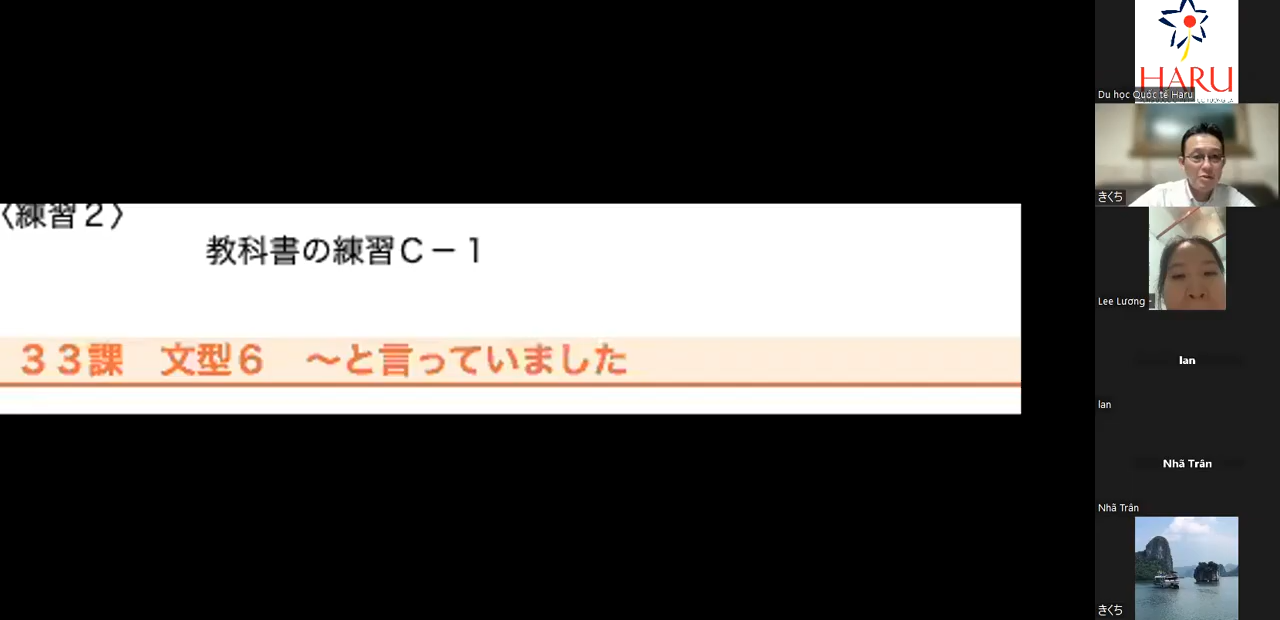 〈練習２〉
教科書の練習Ｃ－１
３３課　文型６　～と言っていました
HARU
Du học Quốc tế Haru
きくち
Lee Lương -
lan
lan
Nhã Trân
Nhã Trân
きくち